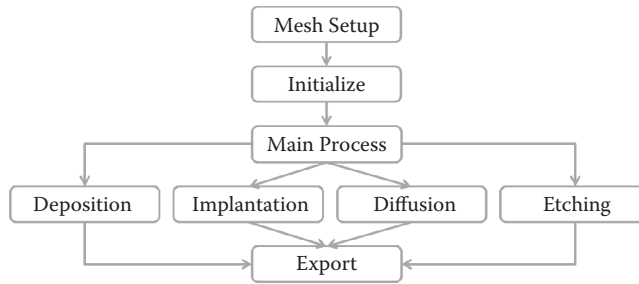 Mesh Setup
Initialize
Main Process
Deposition
Implantation
Diffusion
Etching
Export